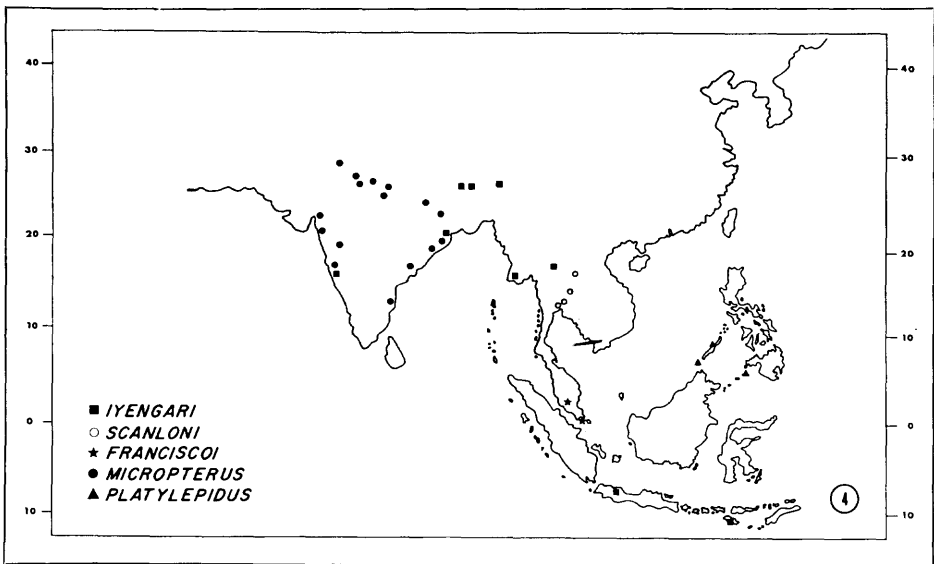 40
30
20
10
0
10
40
30
20
10
0
10
■ IYENGARI
○ SCANLONI
★ FRANCISCOI
● MICROPTERUS
▲ PLATYLEPIDUS
4